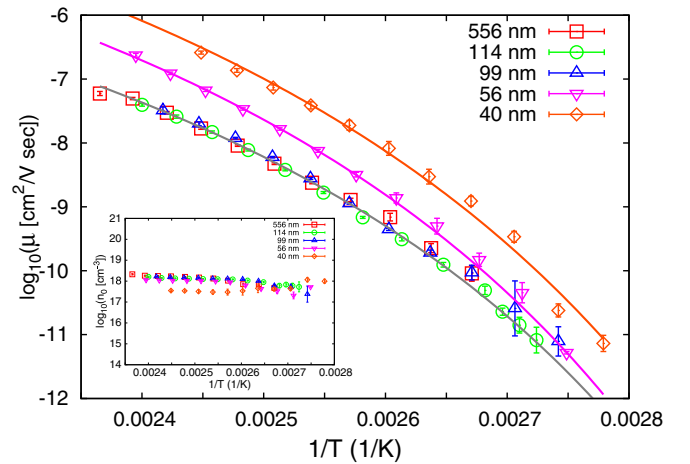 -6
-7
-8
-9
-10
-11
-12
log10(μ [cm²/V sec])
556 nm
114 nm
99 nm
56 nm
40 nm
21
20
19
18
17
16
15
14
log10(n0 [cm⁻³])
556 nm
114 nm
99 nm
56 nm
40 nm
0.0024 0.0025 0.0026 0.0027 0.0028
1/T (1/K)
0.0024 0.0025 0.0026 0.0027 0.0028
1/T (1/K)